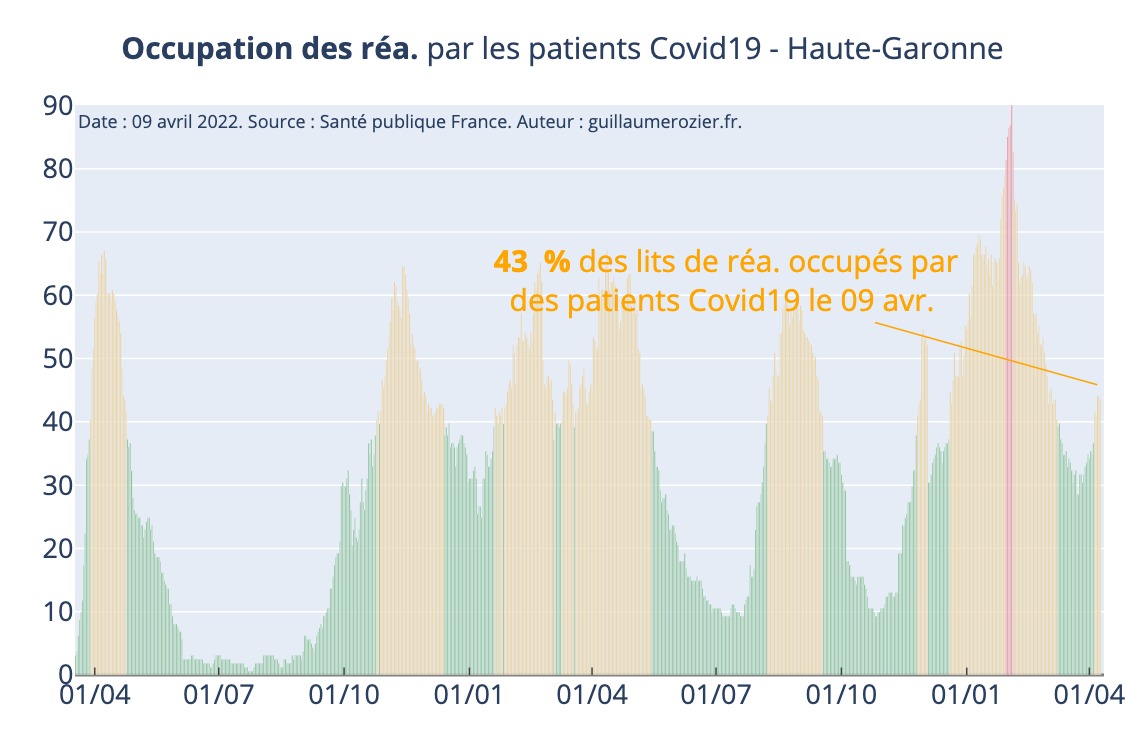 Occupation des réa. par les patients Covid19 - Haute-Garonne
90
Date : 09 avril 2022. Source : Santé publique France. Auteur : guillaumerozier.fr.
80
70
43 % des lits de réa. occupés par
des patients Covid19 le 09 avr.
60
50
40
30
20
10
0
01/04 01/07 01/10 01/01 01/04 01/07 01/10 01/01 01/04